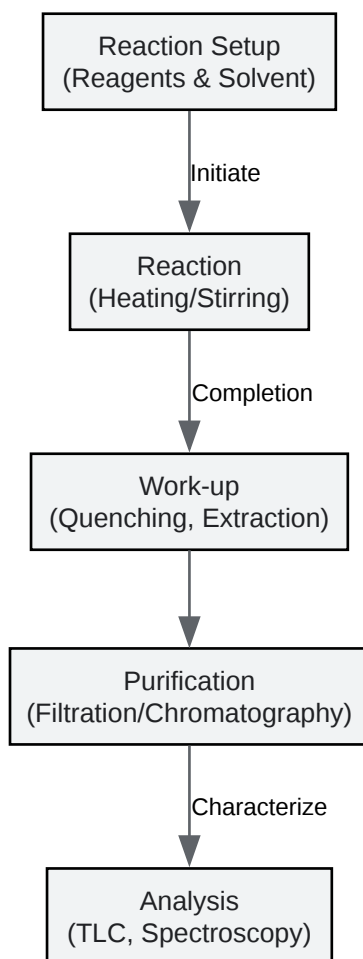 Reaction Setup
(Reagents & Solvent)
Initiate
Reaction
(Heating/Stirring)
Completion
Work-up
(Quenching, Extraction)
Purification
(Filtration/Chromatography)
Characterize
Analysis
(TLC, Spectroscopy)